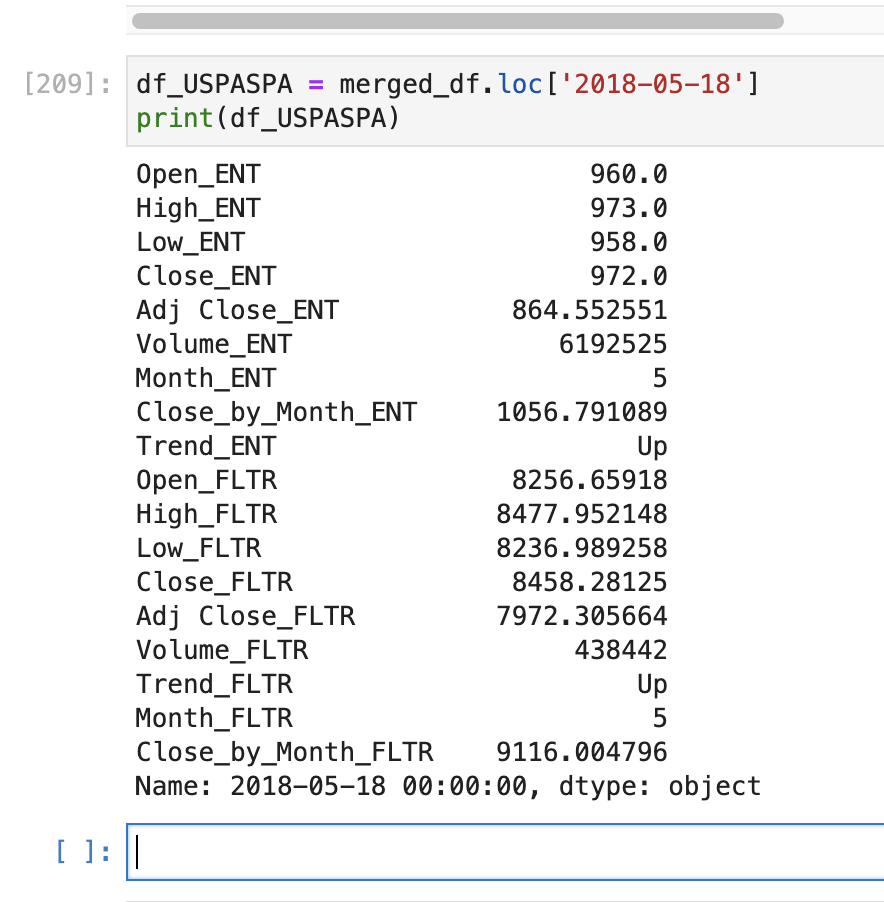 [209]: df_USPASPA = merged_df.loc['2018-05-18']
print(df_USPASPA)
Open_ENT 960.0
High_ENT 973.0
Low_ENT 958.0
Close_ENT 972.0
Adj Close_ENT 864.552551
Volume_ENT 6192525
Month_ENT 5
Close_by_Month_ENT 1056.791089
Trend_ENT Up
Open_FLTR 8256.65918
High_FLTR 8477.952148
Low_FLTR 8236.989258
Close_FLTR 8458.28125
Adj Close_FLTR 7972.305664
Volume_FLTR 438442
Trend_FLTR Up
Month_FLTR 5
Close_by_Month_FLTR 9116.004796
Name: 2018-05-18 00:00:00, dtype: object
[ ]: